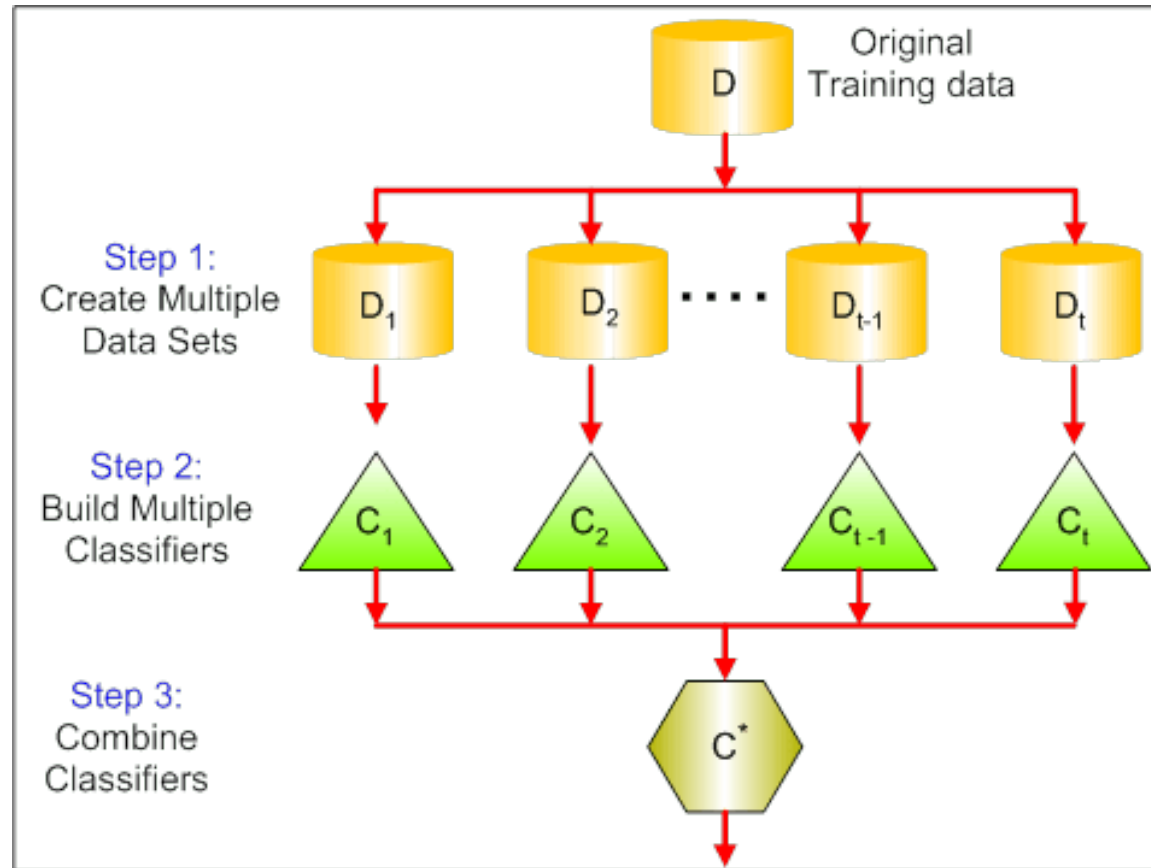 Original
Training data
D
Step 1:
Create Multiple
Data Sets
D₁ D₂ .... Dₜ₋₁ Dₜ
Step 2:
Build Multiple
Classifiers
C₁ C₂ Cₜ₋₁ Cₜ
Step 3:
Combine
Classifiers
C*